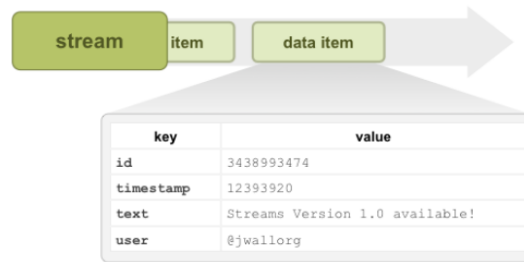 stream item data item
key value
id 3438993474
timestamp 12393920
text Streams Version 1.0 available!
user @jwallorg